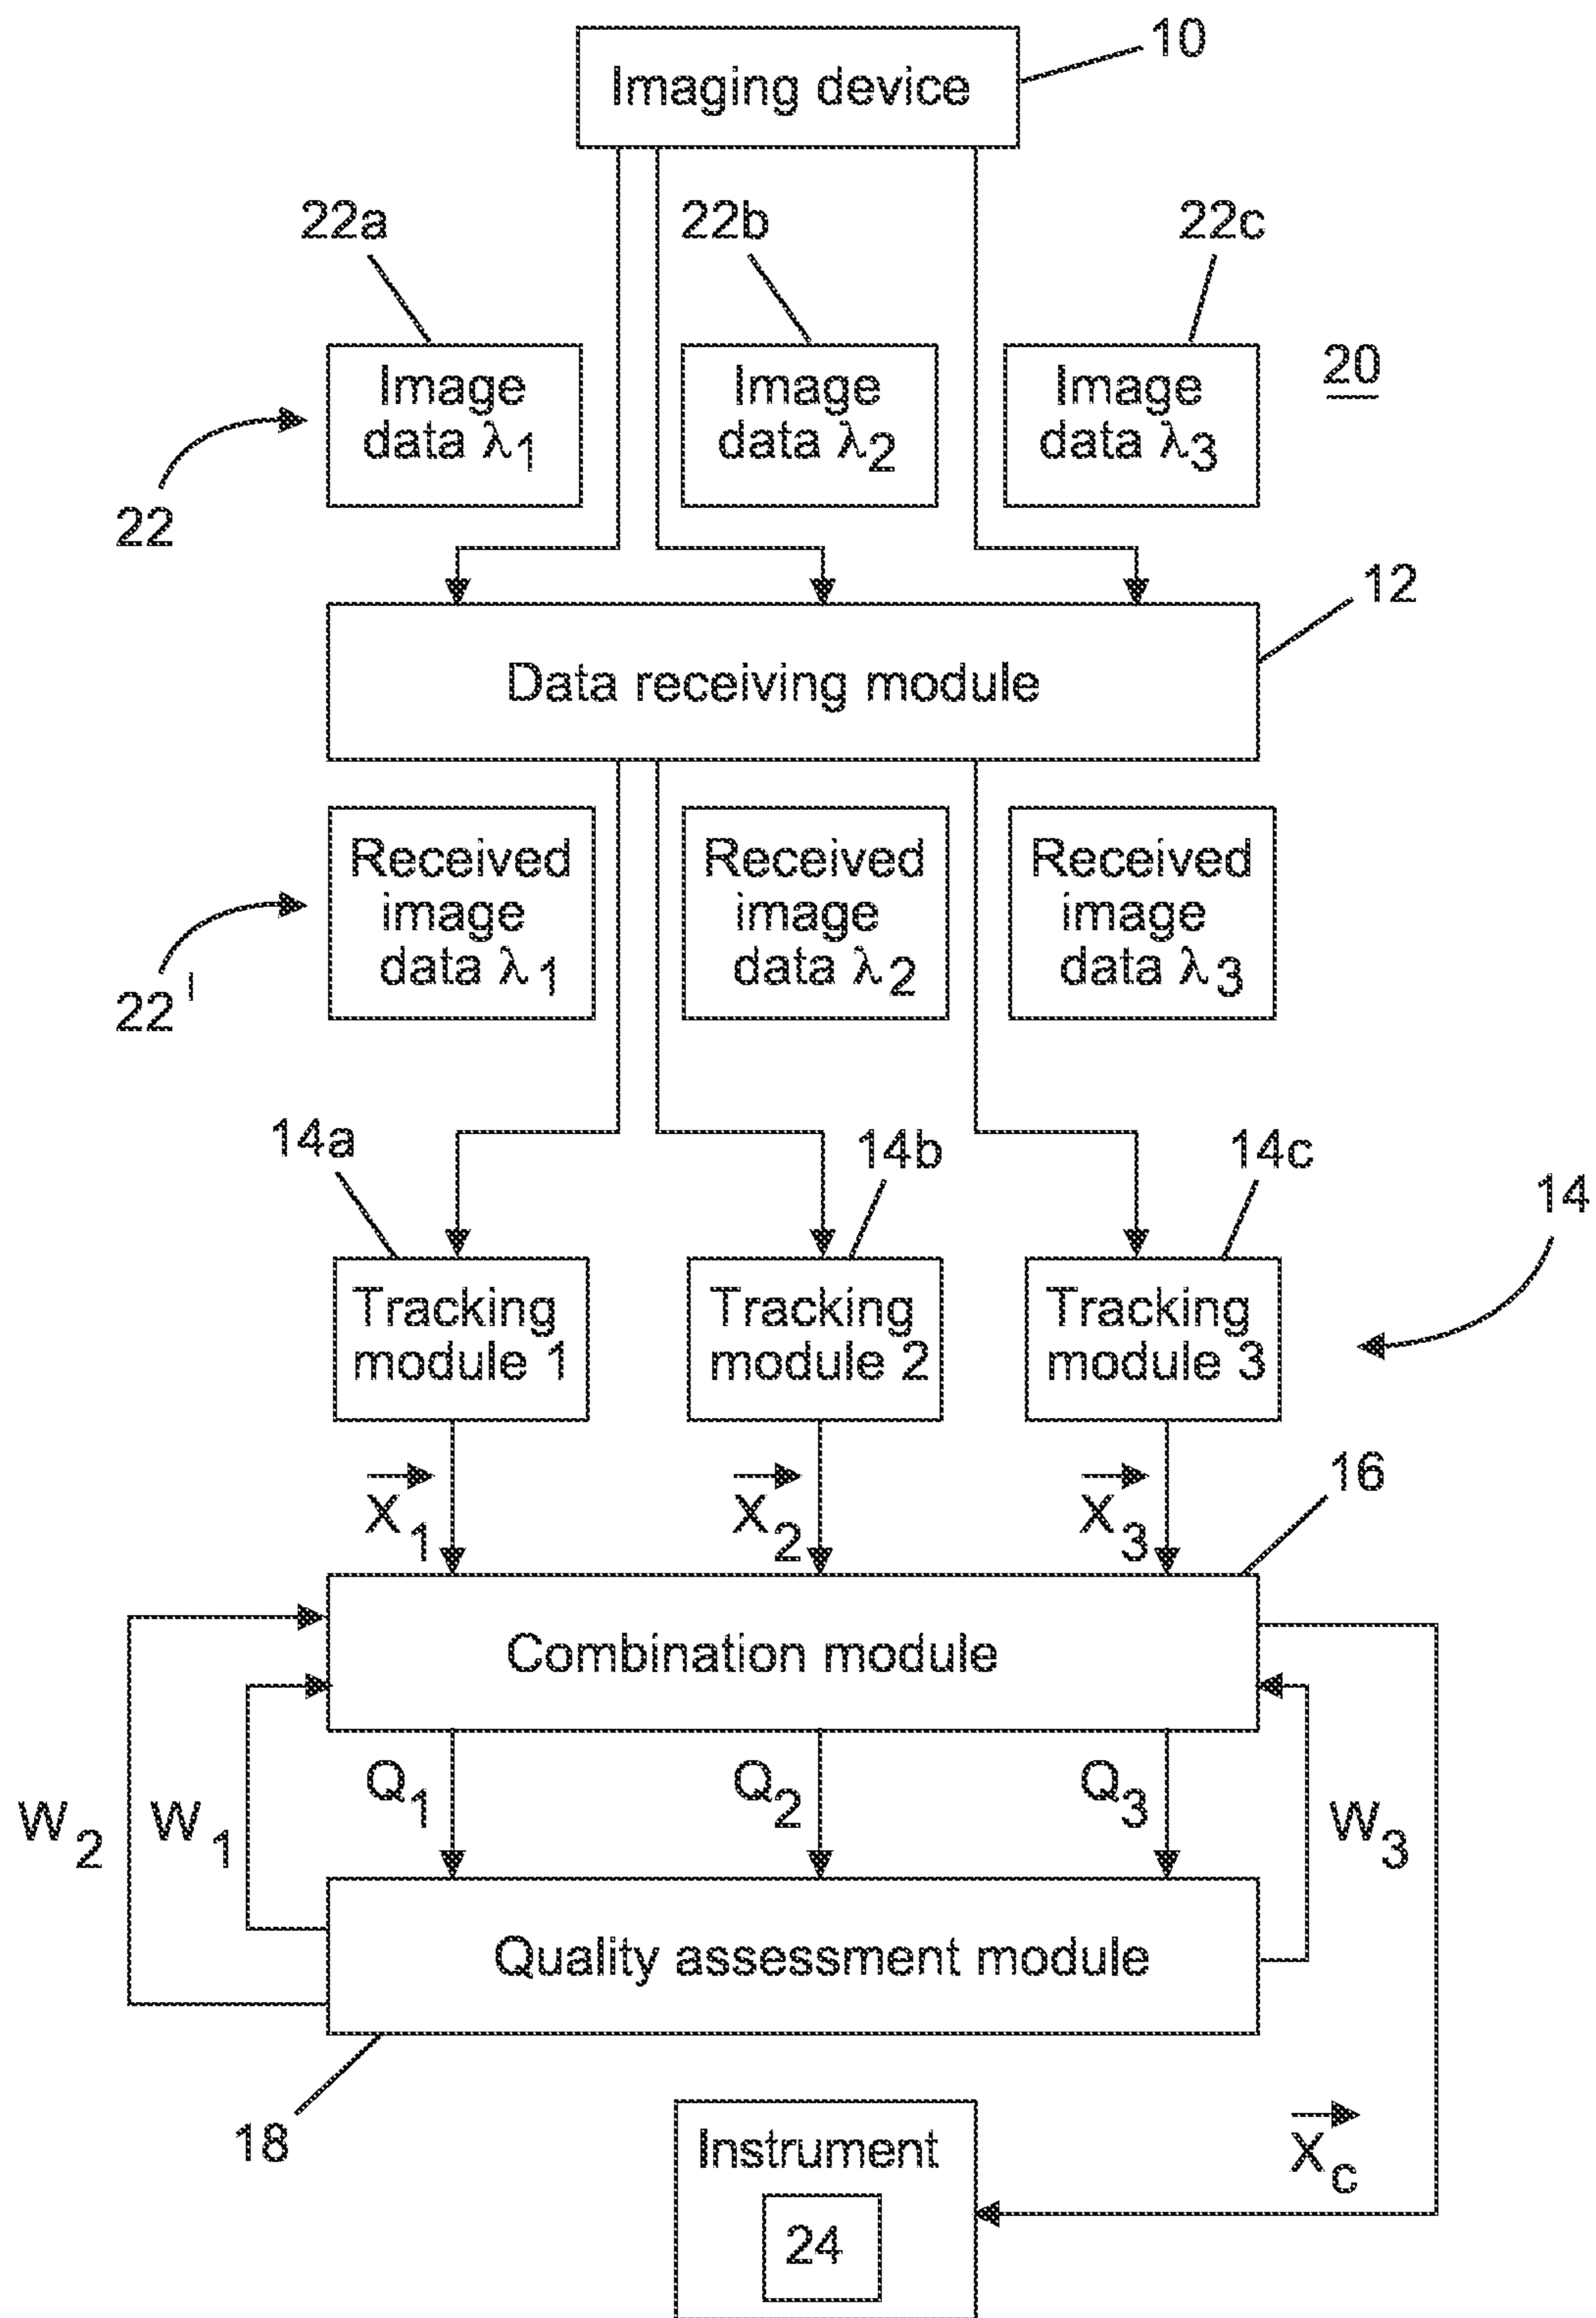 10
Imaging device
22a
22b
22c
20
Image
data λ1
Image
data λ2
Image
data λ3
22
12
Data receiving module
Received
image
data λ1
Received
image
data λ2
Received
image
data λ3
22'
14a
14b
14c
14
Tracking
module 1
Tracking
module 2
Tracking
module 3
X1
X2
X3
16
Combination module
Q1
Q2
Q3
W2
W1
W3
Quality assessment module
18
Instrument
24
Xc